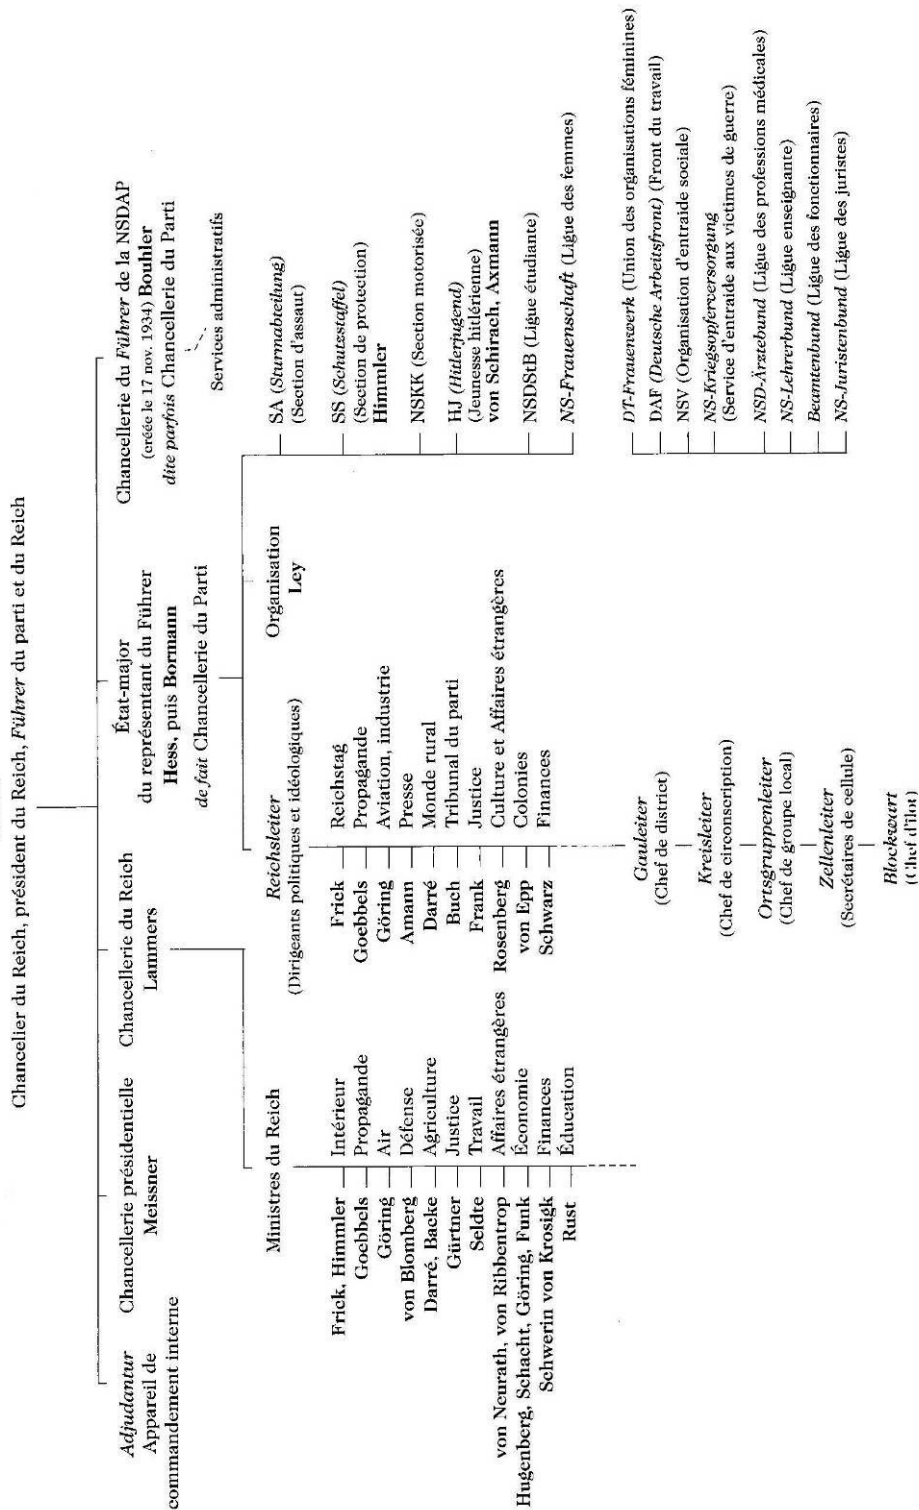 Chancelier du Reich, président du Reich, Führer du parti et du Reich
Adjudantur
Appareil de
commandement interne
Chancellerie présidentielle
Meissner
Chancellerie du Reich
Lammers
État-major
du représentant du Führer
Hess, puis Bormann
de fait Chancellerie du Parti
Chancellerie du Führer de la NSDAP
(créée le 17 nov. 1934) Bouhler
dite parfois Chancellerie du Parti
Services administratifs
Ministres du Reich
Frick, Himmler Intérieur
Goebbels Propagande
Göring Air
von Blomberg Défense
Darré, Backe Agriculture
Gürtner Justice
Seldte Travail
von Neurath, von Ribbentrop Affaires étrangères
Hugenberg, Schacht, Göring, Funk Économie
Schwerin von Krosigk Finances
Rust Éducation
Reichsleiter
(Dirigeants politiques et idéologiques)
Frick Reichstag
Goebbels Propagande
Göring Aviation, industrie
Amann Presse
Darré Monde rural
Buch Tribunal du parti
Frank Justice
Rosenberg Culture et Affaires étrangères
von Epp Colonies
Schwarz Finances
Gauleiter
(Chef de district)
Kreisleiter
(Chef de circonscription)
Ortsgruppenleiter
(Chef de groupe local)
Zellenleiter
(Secrétaires de cellule)
Blockwart
(Chef d'îlot)
Organisation
Ley
SA (Sturmabteilung)
(Section d'assaut)
SS (Schutzstaffel)
(Section de protection)
Himmler
NSKK (Section motorisée)
HJ (Hitlerjugend)
(Jeunesse hitlérienne)
von Schirach, Axmann
NSDStB (Ligue étudiante)
NS-Frauenschaft (Ligue des femmes)
DT-Frauenwerk (Union des organisations féminines)
DAF (Deutsche Arbeitsfront) (Front du travail)
NSV (Organisation d'entraide sociale)
NS-Kriegsopferversorgung
(Service d'entraide aux victimes de guerre)
NSD-Ärztebund (Ligue des professions médicales)
NS-Lehrerbund (Ligue enseignante)
Beamtenbund (Ligue des fonctionnaires)
NS-Juristenbund (Ligue des juristes)